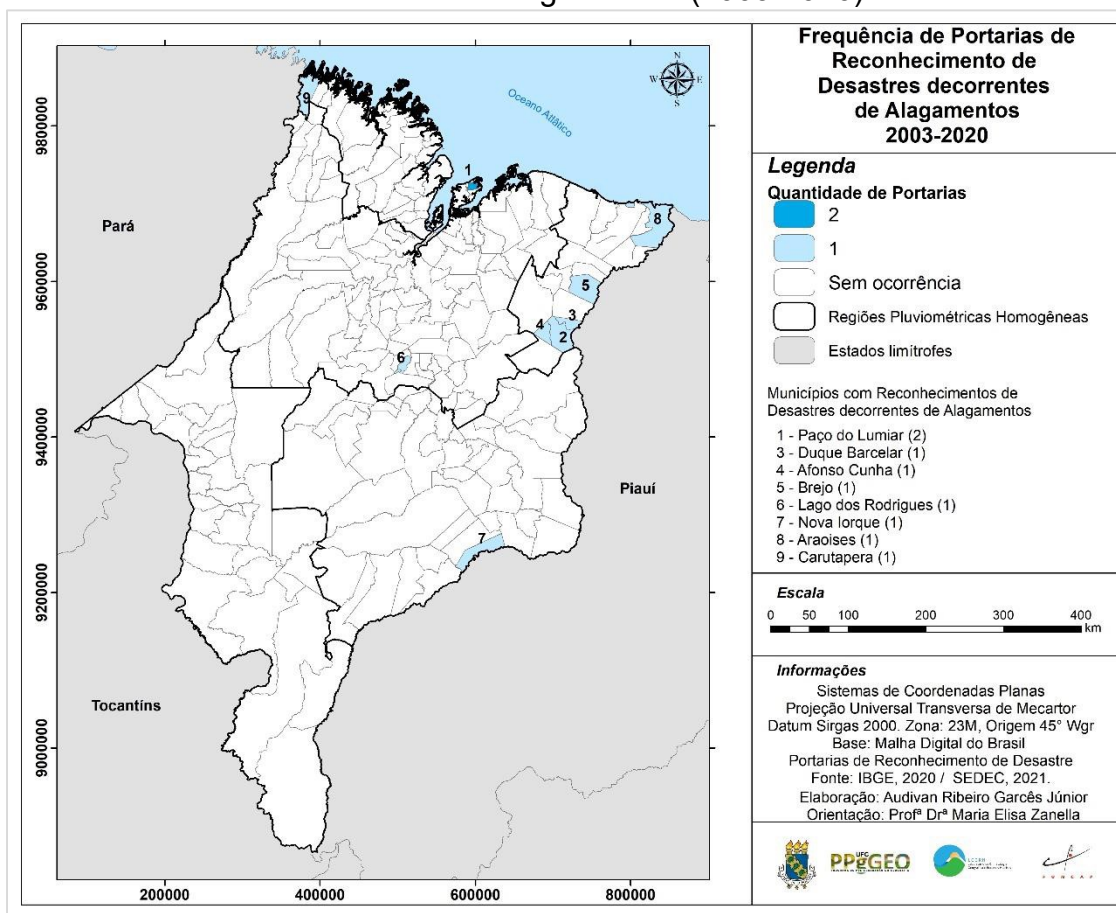 Frequência de Portarias de
Reconhecimento de
Desastres decorrentes
de Alagamentos
2003-2020
Legenda
Quantidade de Portarias
2
1
Sem ocorrência
Regiões Pluviométricas Homogêneas
Estados limítrofes
Municípios com Reconhecimentos de
Desastres decorrentes de Alagamentos
1 - Paço do Lumiar (2)
3 - Duque Barcelar (1)
4 - Afonso Cunha (1)
5 - Brejo (1)
6 - Lago dos Rodrigues (1)
7 - Nova Iorque (1)
8 - Araoises (1)
9 - Carutapera (1)
Escala
0 50 100 200 300 400
km
Informações
Sistemas de Coordenadas Planas
Projeção Universal Transversa de Mecartor
Datum Sirgas 2000. Zona: 23M, Origem 45° Wgr
Base: Malha Digital do Brasil
Portarias de Reconhecimento de Desastre
Fonte: IBGE, 2020 / SEDEC, 2021.
Elaboração: Audivan Ribeiro Garcês Júnior
Orientação: Profª Drª Maria Elisa Zanella
UFC
PPgGEO
FUNCAP
N
W E
S
Oceano Atlâtico
Pará
Piauí
Tocantíns
9
1
8
5
3
4
2
6
7
9800000
9600000
9400000
9200000
9000000
200000 400000 600000 800000